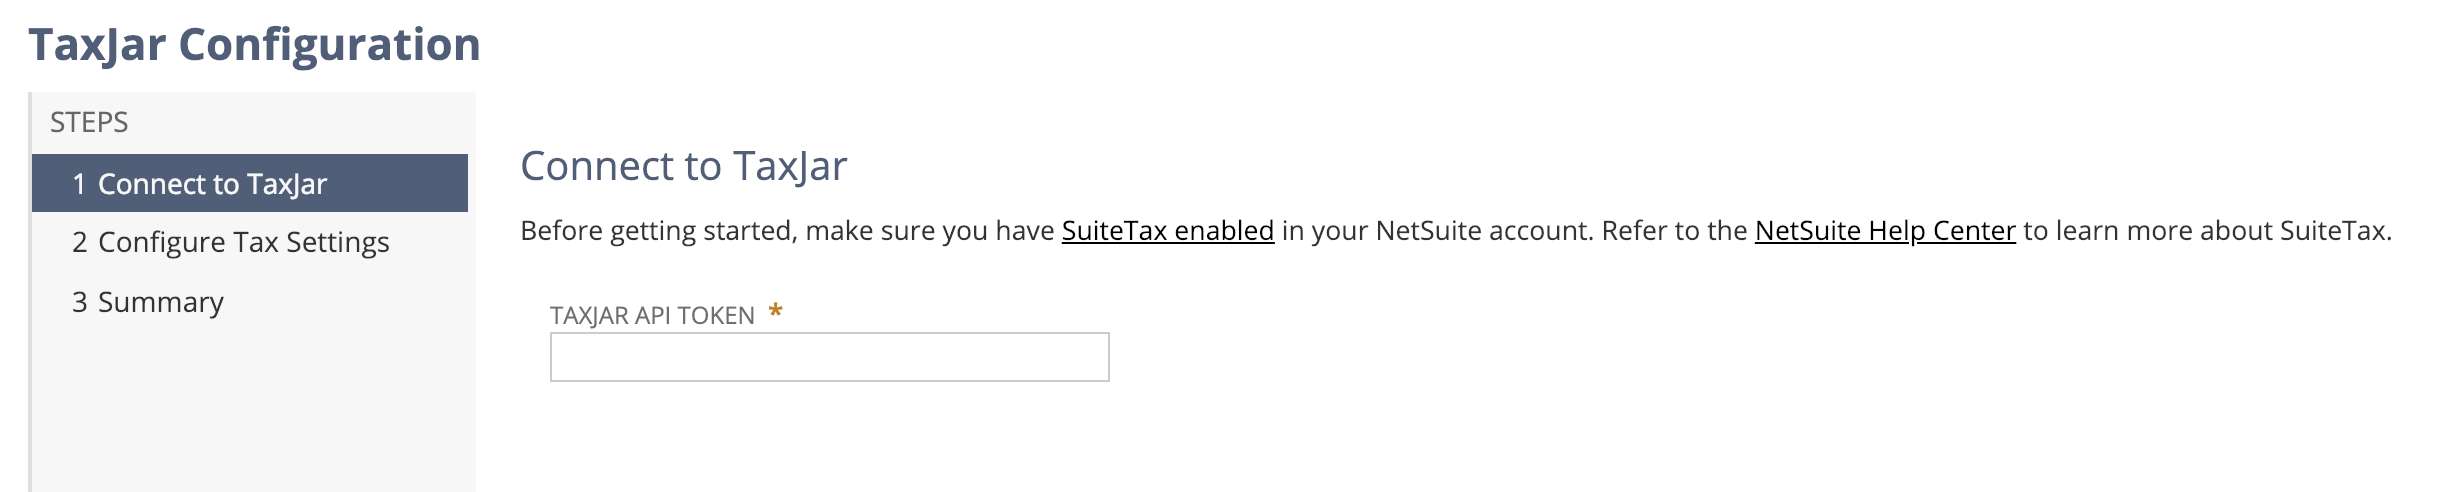 TaxJar Configuration
STEPS
1 Connect to TaxJar
2 Configure Tax Settings
3 Summary
Connect to TaxJar
Before getting started, make sure you have SuiteTax enabled in your NetSuite account. Refer to the NetSuite Help Center to learn more about SuiteTax.
TAXJAR API TOKEN *